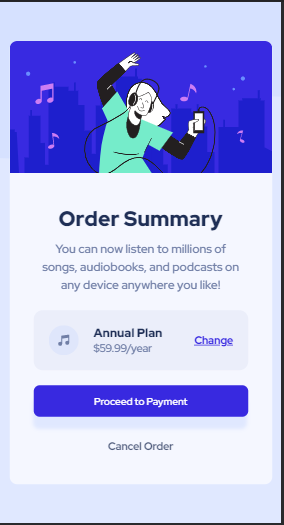 Order Summary
You can now listen to millions of
songs, audiobooks, and podcasts on
any device anywhere you like!
Annual Plan
$59.99/year
Change
Proceed to Payment
Cancel Order